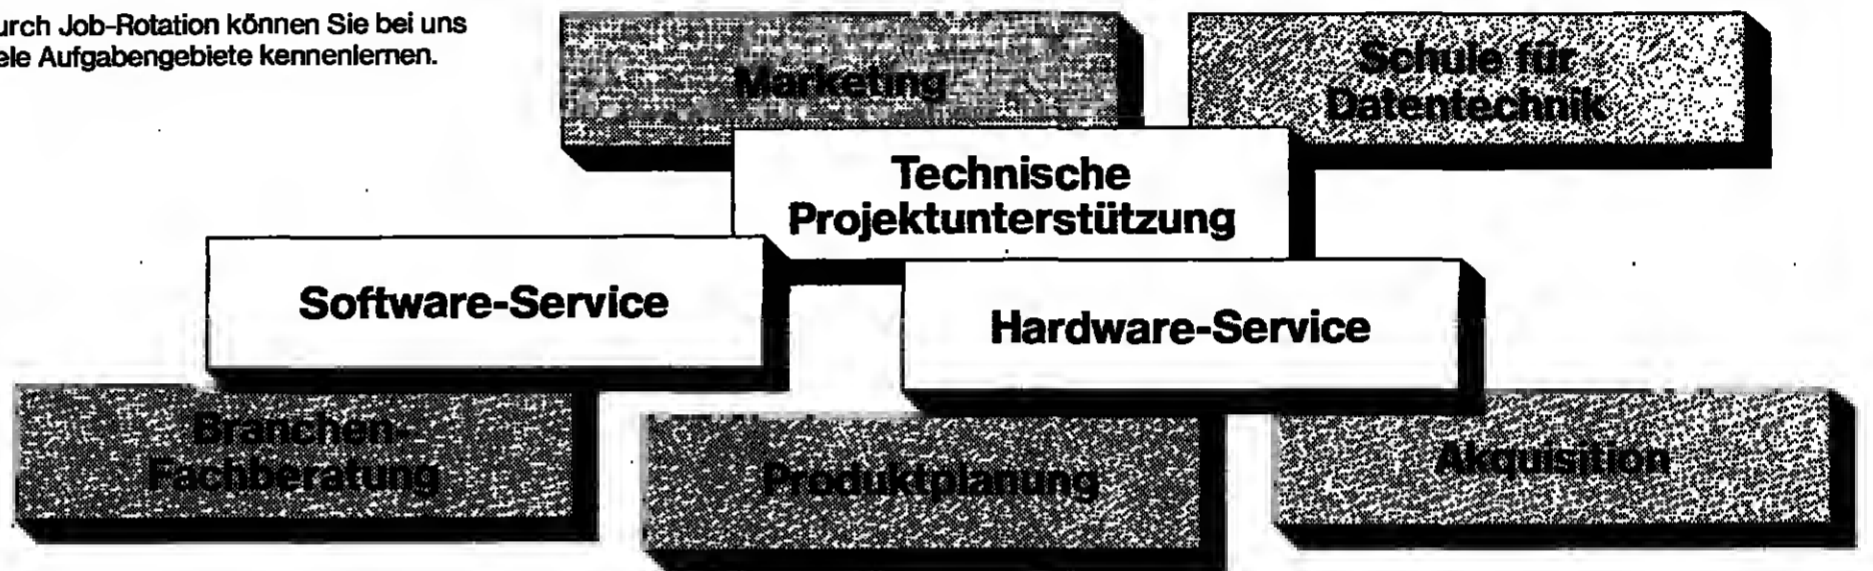 urch Job-Rotation können Sie bei uns
ele Aufgabengebiete kennenlernen.
Marketing
Schule für
Datentechnik
Technische
Projektunterstützung
Software-Service
Hardware-Service
Branchen-
Fachberatung
Produktplanung
Akquisition